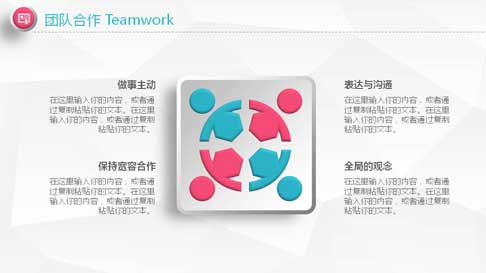 团队合作 Teamwork
做事主动
在这里输入你的内容，或者通
过复制粘贴你的文本。在这里
输入你的内容，或者通过复制
粘贴你的文本。
表达与沟通
在这里输入你的内容，或者通
过复制粘贴你的文本。在这里
输入你的内容，或者通过复制
粘贴你的文本。
保持宽容合作
在这里输入你的内容，或者通
过复制粘贴你的文本。在这里
输入你的内容，或者通过复制
粘贴你的文本。
全局的观念
在这里输入你的内容，或者通
过复制粘贴你的文本。在这里
输入你的内容，或者通过复制
粘贴你的文本。